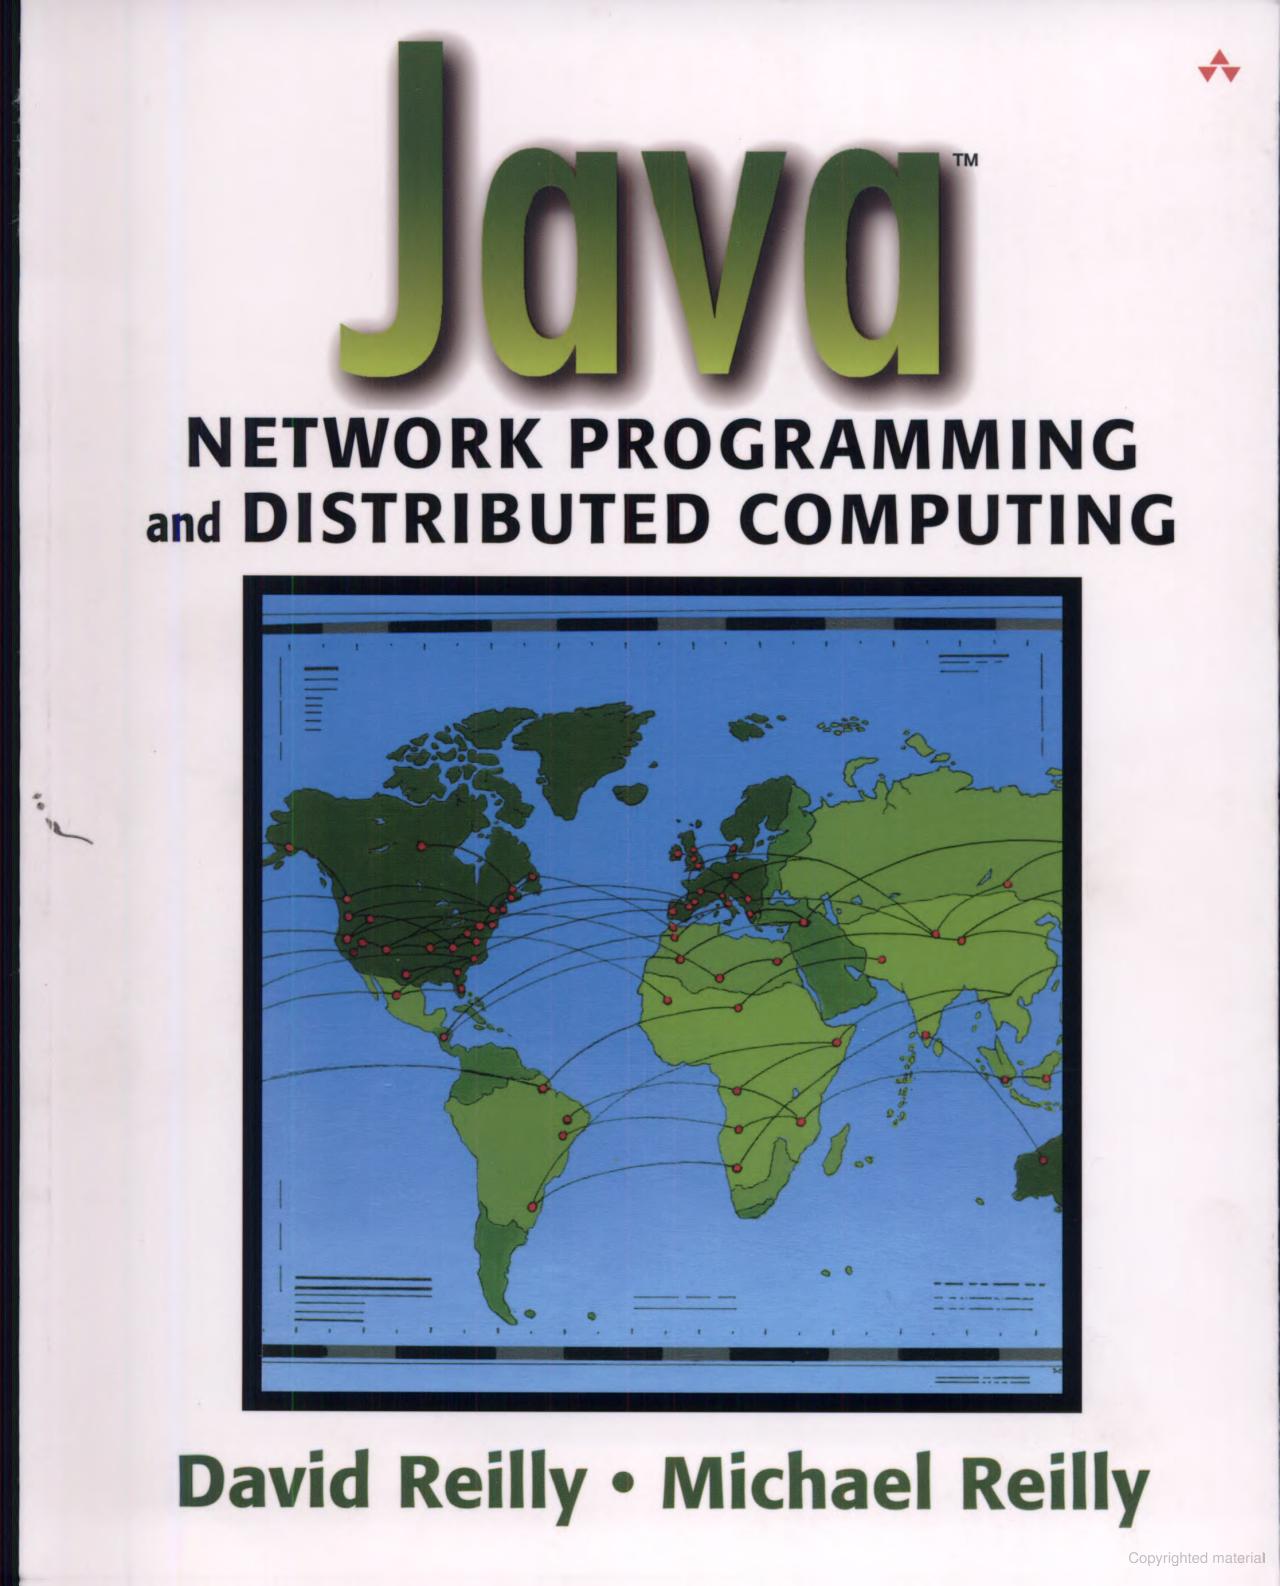 Java™
NETWORK PROGRAMMING
and DISTRIBUTED COMPUTING
David Reilly • Michael Reilly
Copyrighted material